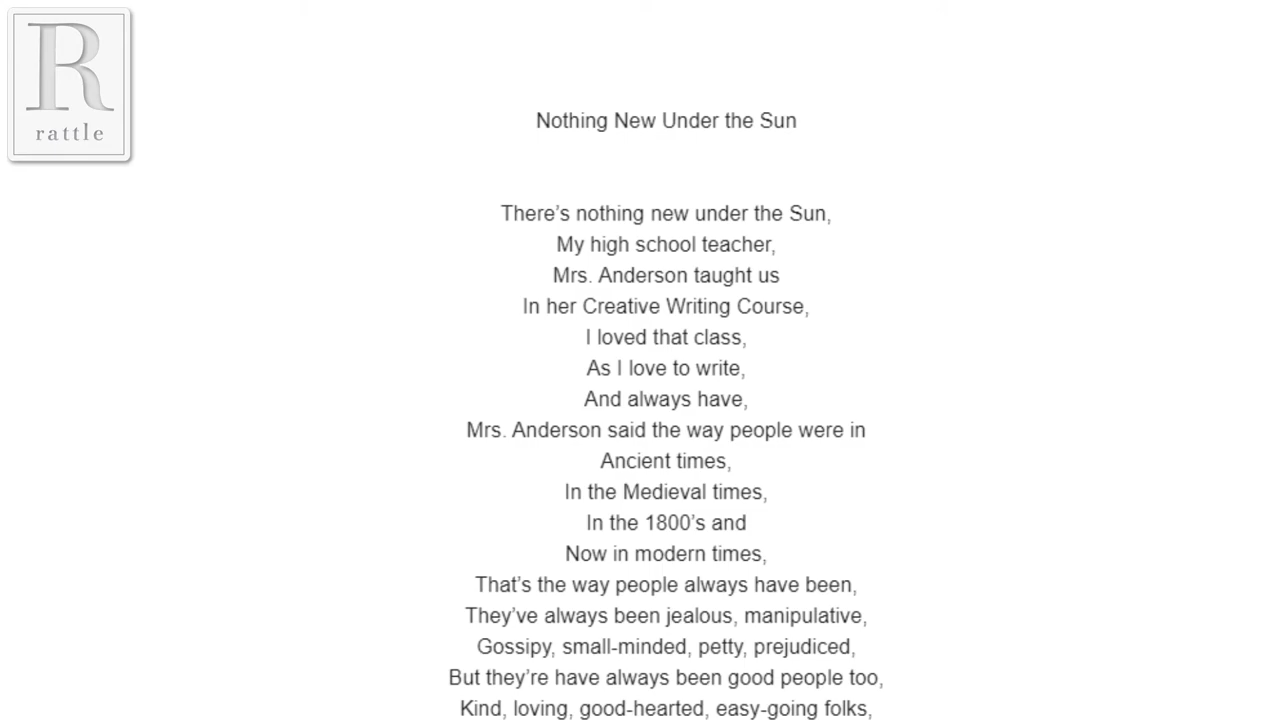 R
rattle
Nothing New Under the Sun
There’s nothing new under the Sun,
My high school teacher,
Mrs. Anderson taught us
In her Creative Writing Course,
I loved that class,
As I love to write,
And always have,
Mrs. Anderson said the way people were in
Ancient times,
In the Medieval times,
In the 1800’s and
Now in modern times,
That’s the way people always have been,
They’ve always been jealous, manipulative,
Gossipy, small-minded, petty, prejudiced,
But they’re have always been good people too,
Kind, loving, good-hearted, easy-going folks,